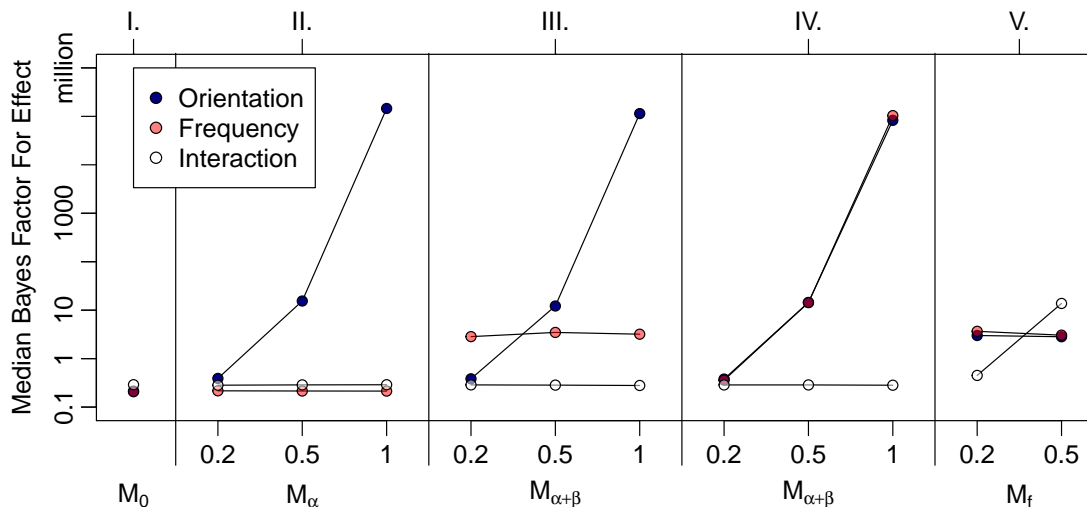 I. II. III. IV. V.
Median Bayes Factor For Effect
million
1000
10
1
0.1
Orientation
Frequency
Interaction
0.2 0.5 1 0.2 0.5 1 0.2 0.5 1 0.2 0.5
M0 Mα Mα+β Mα+β Mf